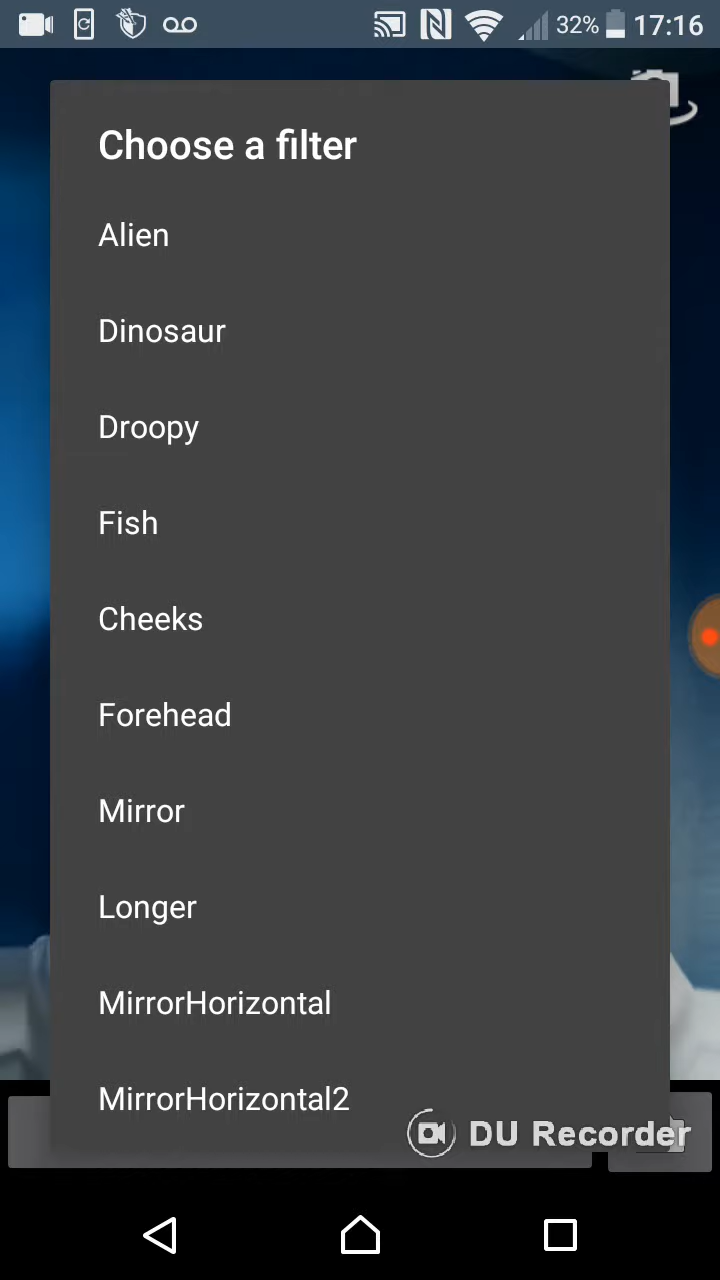 32% 17:16
Choose a filter
Alien
Dinosaur
Droopy
Fish
Cheeks
Forehead
Mirror
Longer
MirrorHorizontal
MirrorHorizontal2
DU Recorder